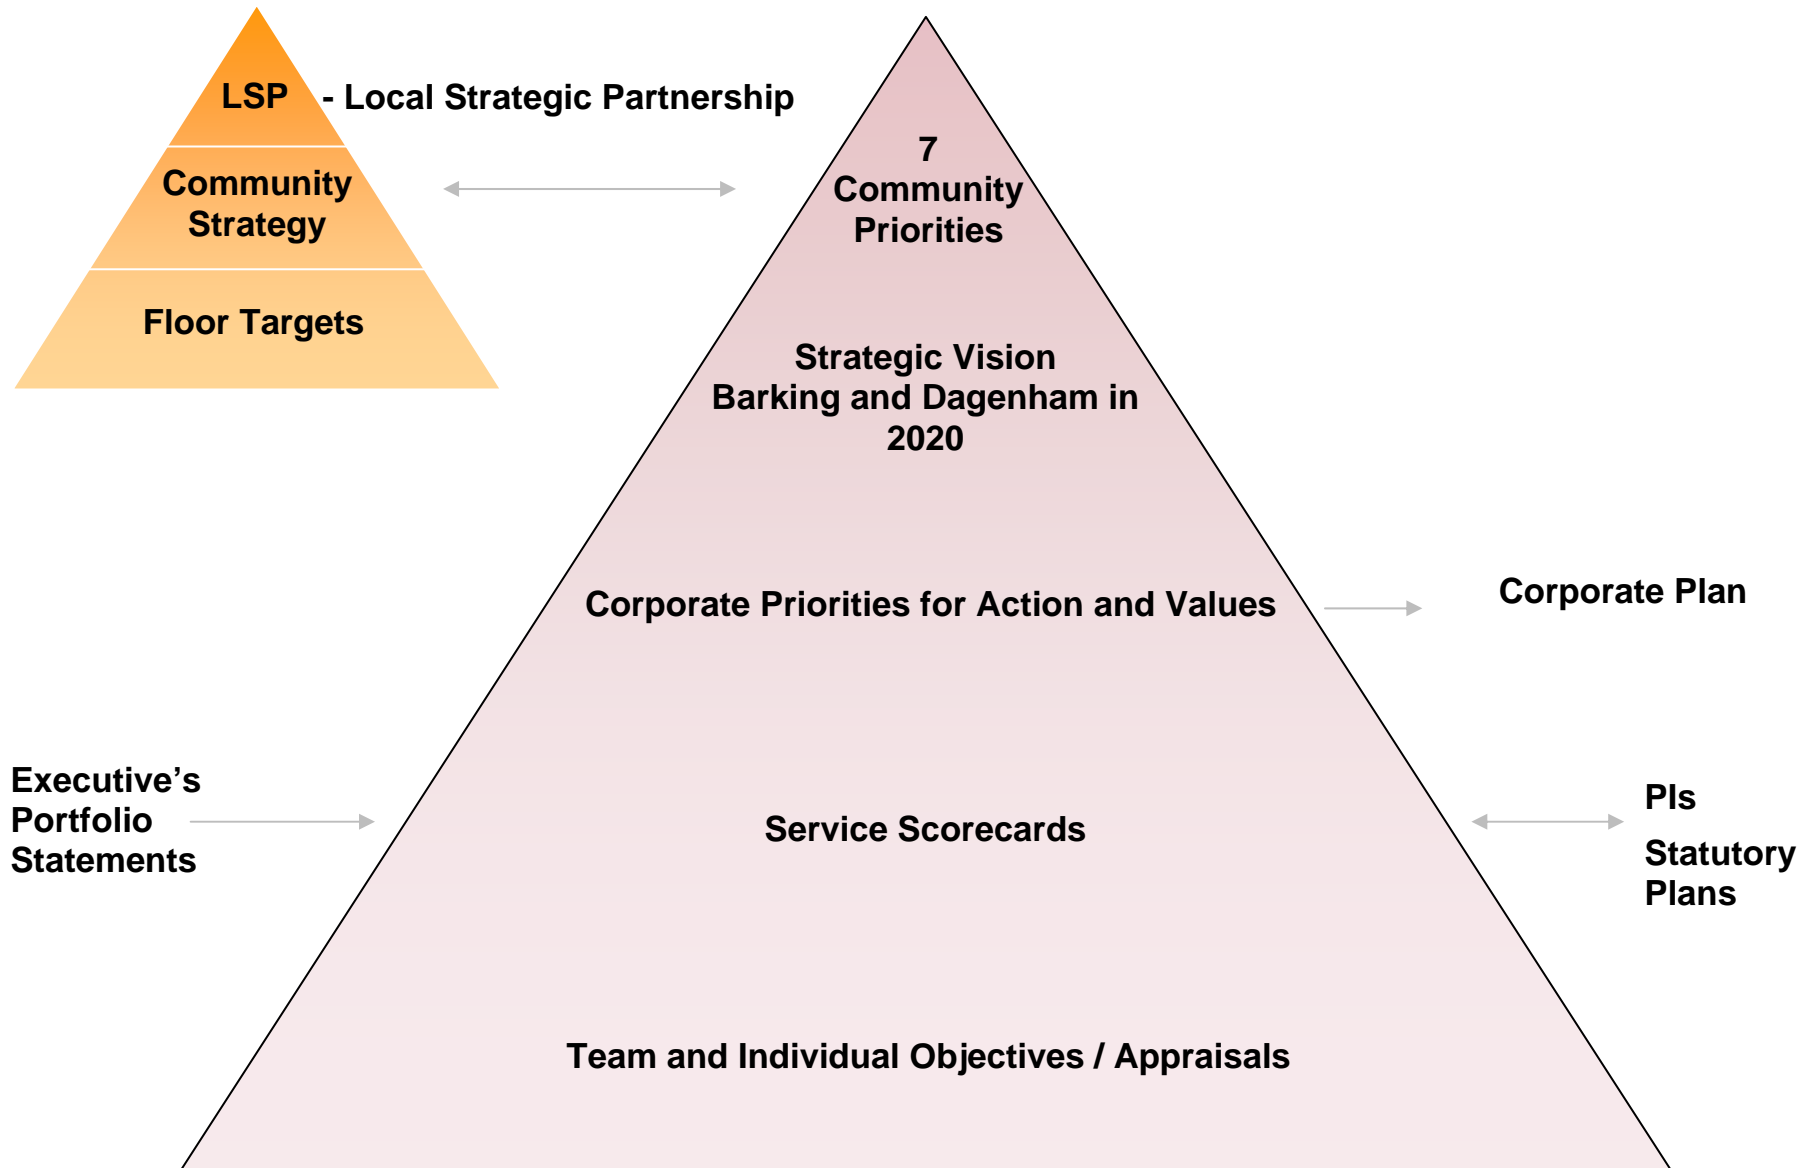 LSP - Local Strategic Partnership
Community
Strategy
Floor Targets
7
Community
Priorities
Strategic Vision
Barking and Dagenham in
2020
Corporate Priorities for Action and Values
Corporate Plan
Executive’s
Portfolio
Statements
Service Scorecards
PIs
Statutory
Plans
Team and Individual Objectives / Appraisals